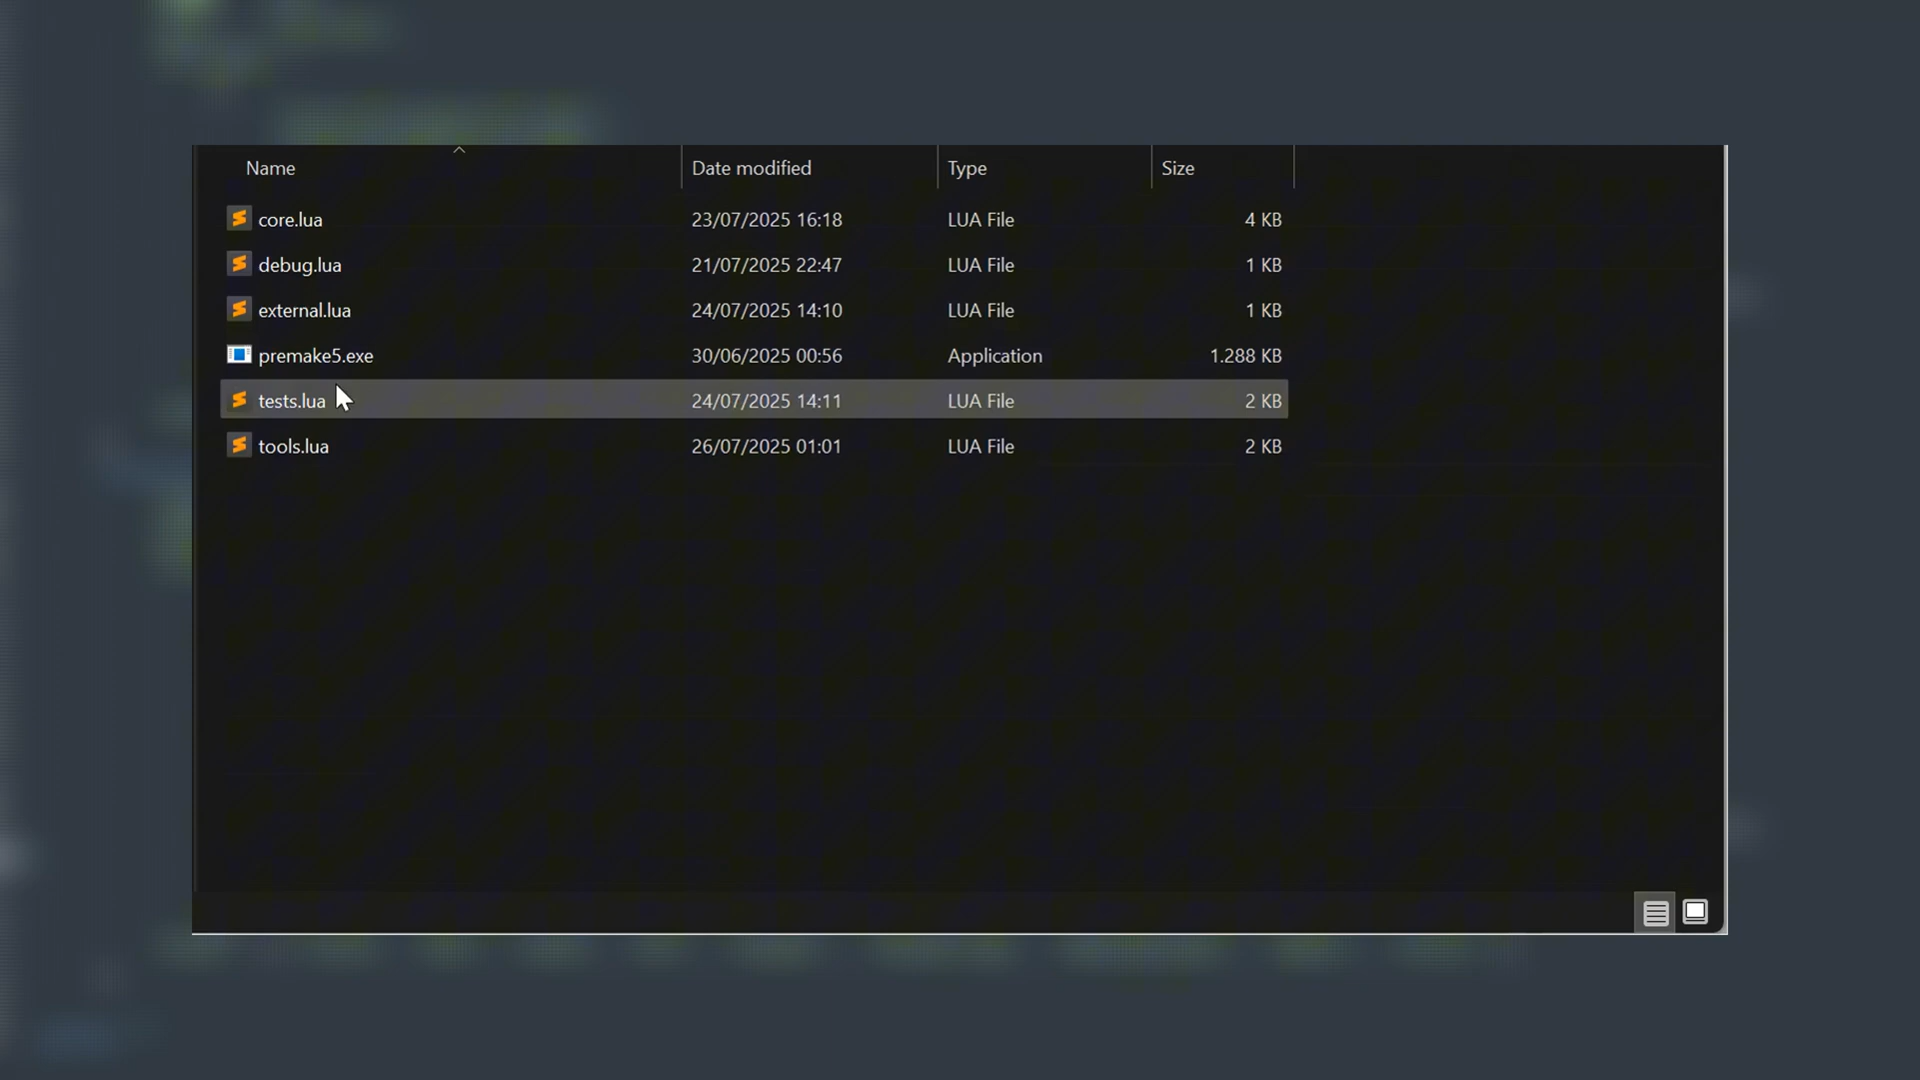 Name Date modified Type Size
core.lua 23/07/2025 16:18 LUA File 4 KB
debug.lua 21/07/2025 22:47 LUA File 1 KB
external.lua 24/07/2025 14:10 LUA File 1 KB
premake5.exe 30/06/2025 00:56 Application 1.288 KB
tests.lua 24/07/2025 14:11 LUA File 2 KB
tools.lua 26/07/2025 01:01 LUA File 2 KB